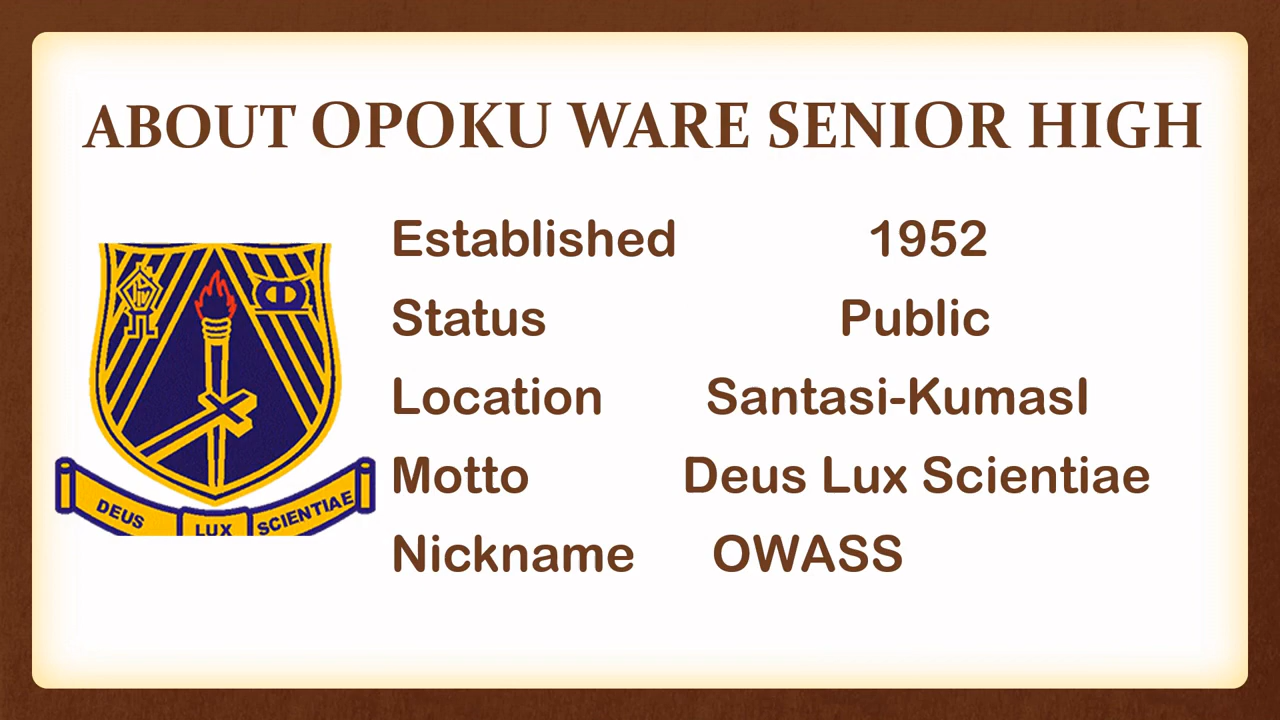 ABOUT OPOKU WARE SENIOR HIGH
Established 1952
Status Public
Location Santasi-KumasI
Motto Deus Lux Scientiae
Nickname OWASS
DEUS LUX SCIENTIAE